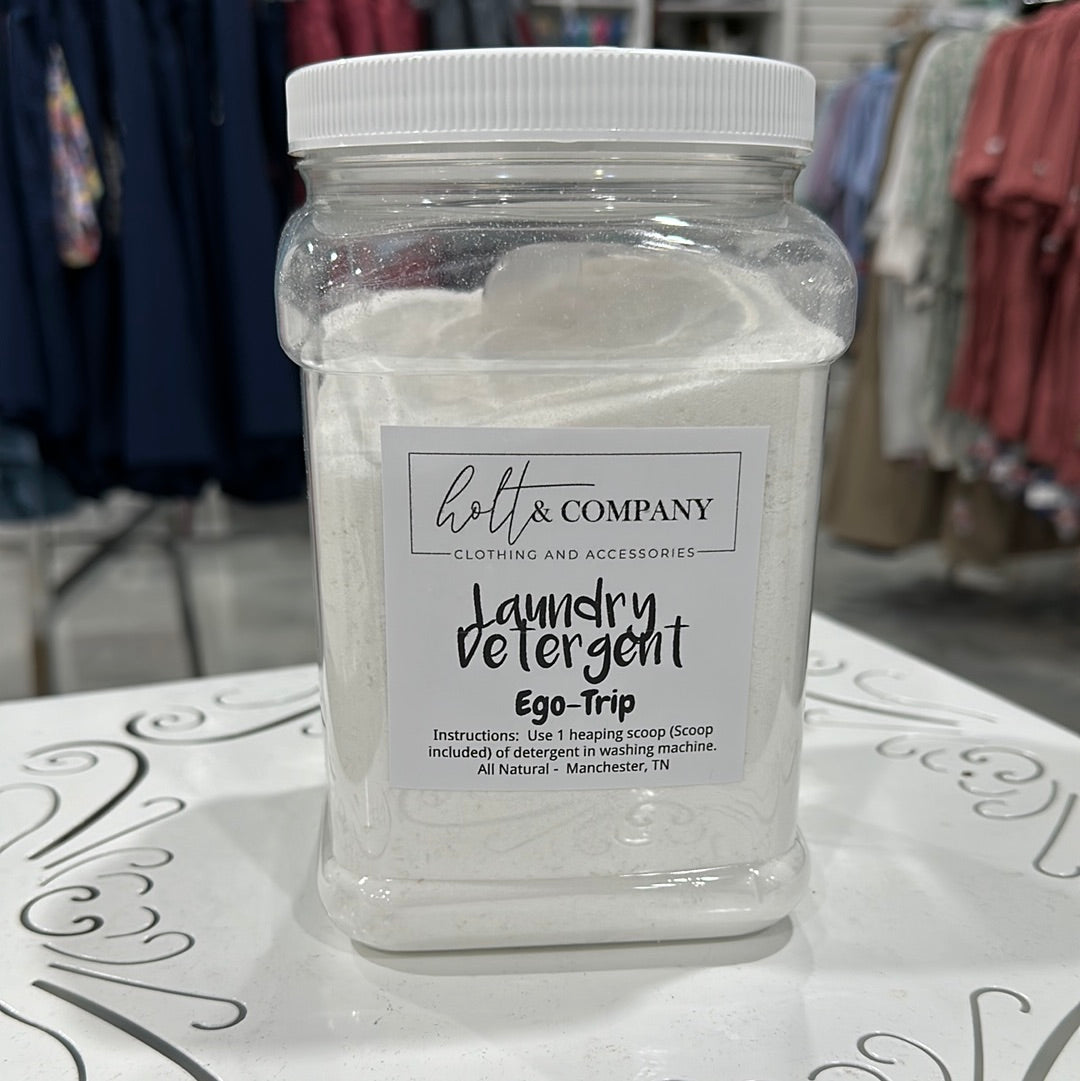 holt & COMPANY
CLOTHING AND ACCESSORIES
Laundry
Detergent
Ego-Trip
Instructions: Use 1 heaping scoop (Scoop
included) of detergent in washing machine.
All Natural - Manchester, TN